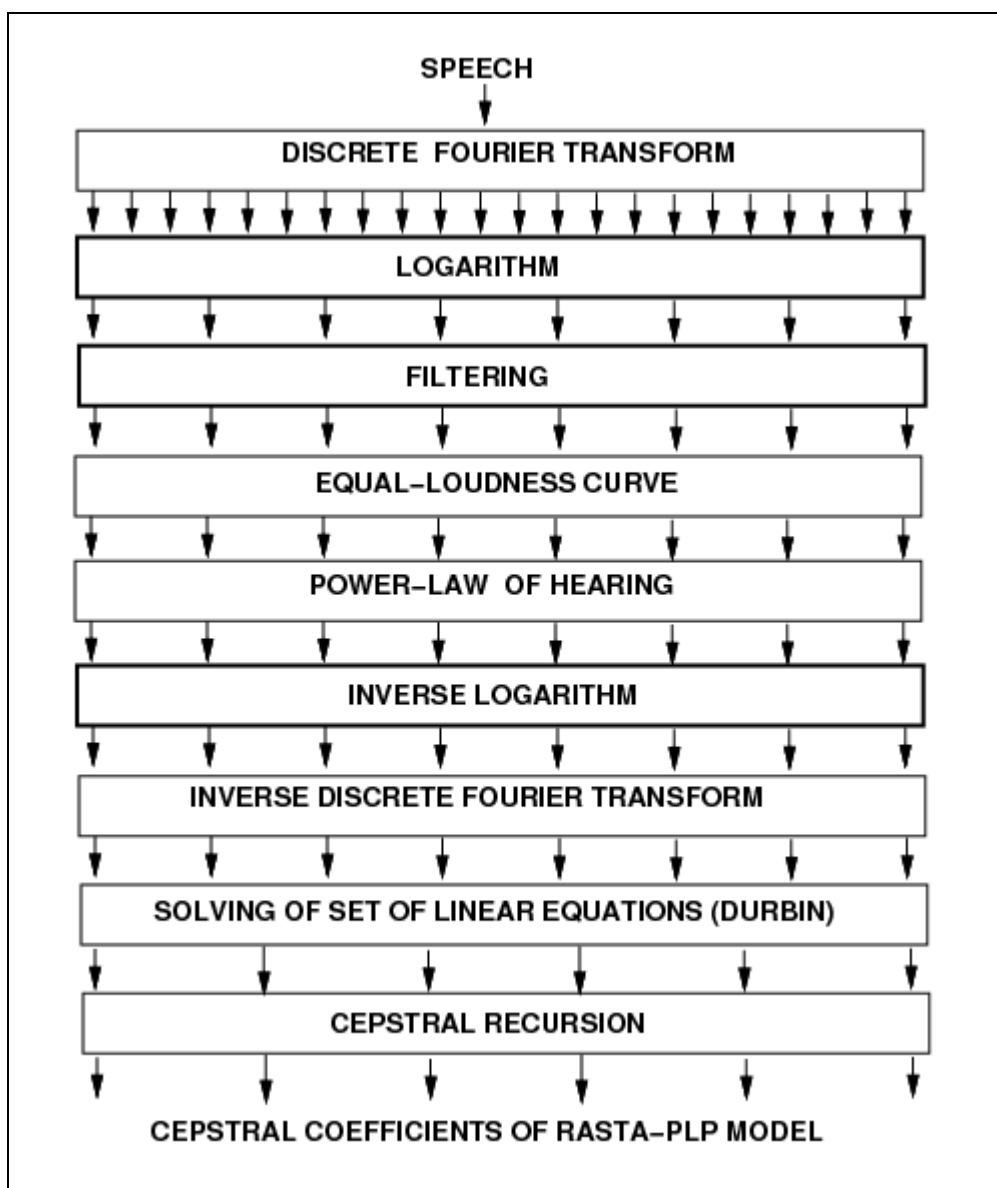 SPEECH
DISCRETE FOURIER TRANSFORM
LOGARITHM
FILTERING
EQUAL–LOUDNESS CURVE
POWER–LAW OF HEARING
INVERSE LOGARITHM
INVERSE DISCRETE FOURIER TRANSFORM
SOLVING OF SET OF LINEAR EQUATIONS (DURBIN)
CEPSTRAL RECURSION
CEPSTRAL COEFFICIENTS OF RASTA–PLP MODEL